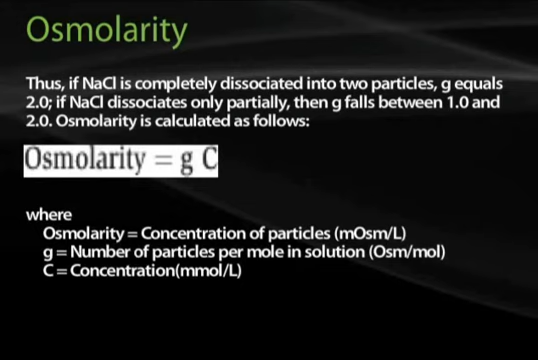 Osmolarity
Thus, if NaCl is completely dissociated into two particles, g equals
2.0; if NaCl dissociates only partially, then g falls between 1.0 and
2.0. Osmolarity is calculated as follows:
Osmolarity = g C
where
Osmolarity = Concentration of particles (mOsm/L)
g = Number of particles per mole in solution (Osm/mol)
C = Concentration(mmol/L)